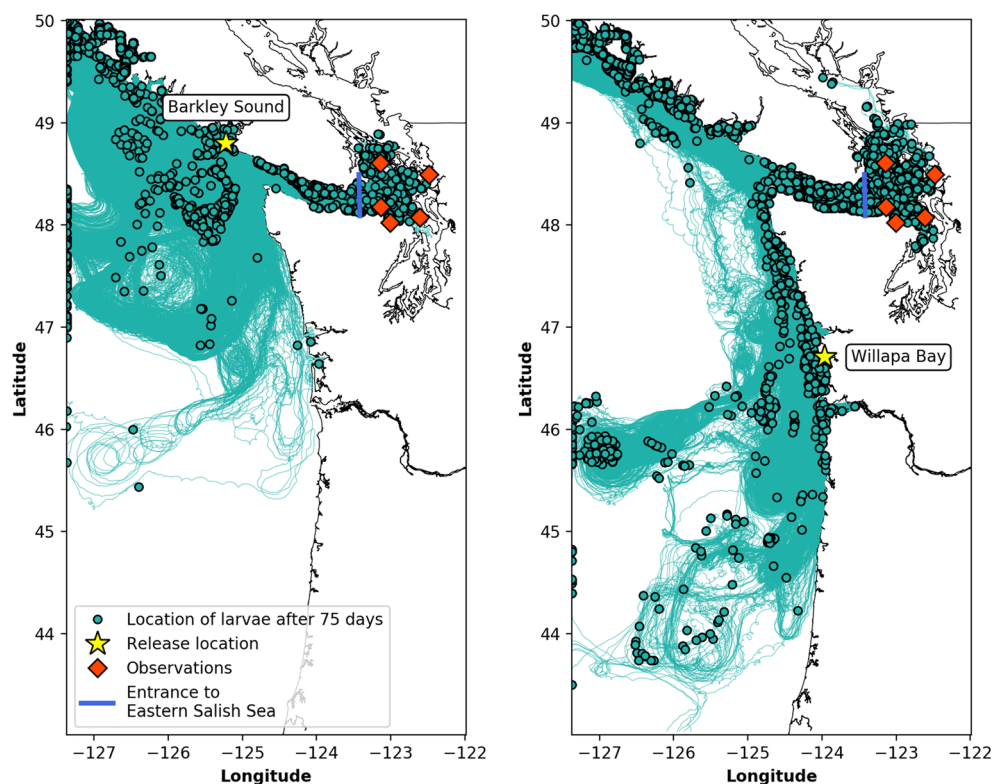 50
49
48
47
46
45
44
Latitude
−127
−126
−125
−124
−123
−122
Longitude
Barkley Sound
Location of larvae after 75 days
Release location
Observations
Entrance to
Eastern Salish Sea
50
49
48
47
46
45
44
Latitude
−127
−126
−125
−124
−123
−122
Longitude
Willapa Bay